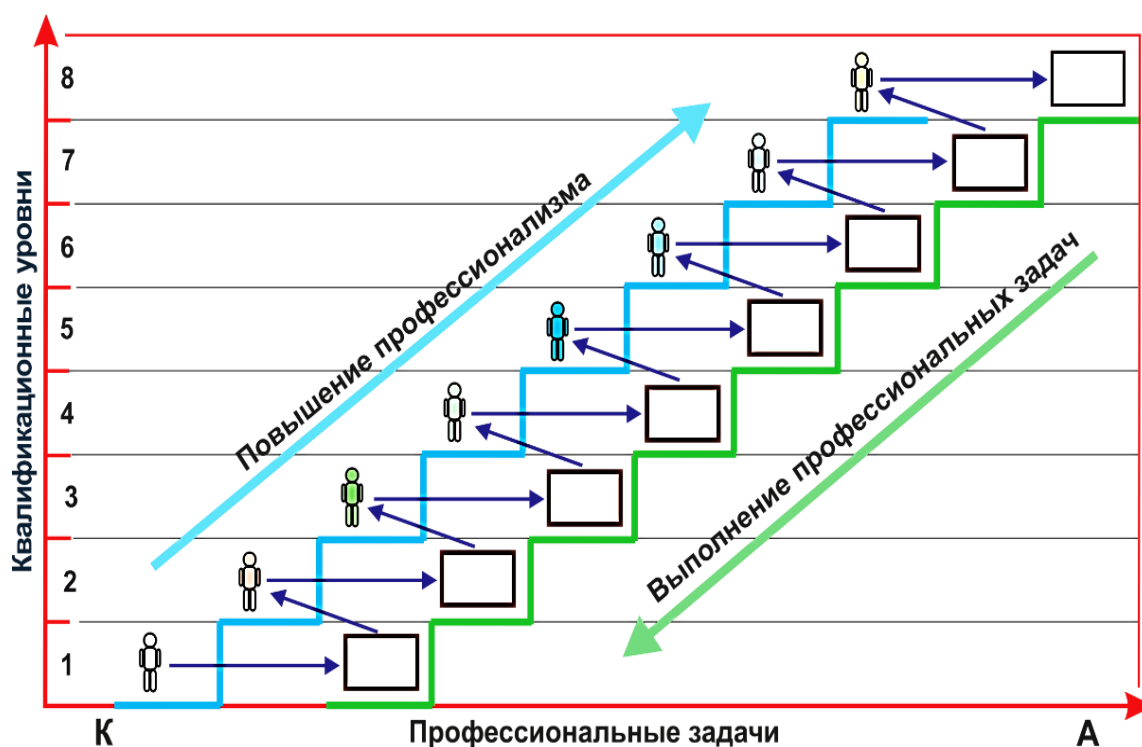 8
7
6
5
4
3
2
1
Квалификационные уровни
Повышение профессионализма
Выполнение профессиональных задач
К
Профессиональные задачи
А